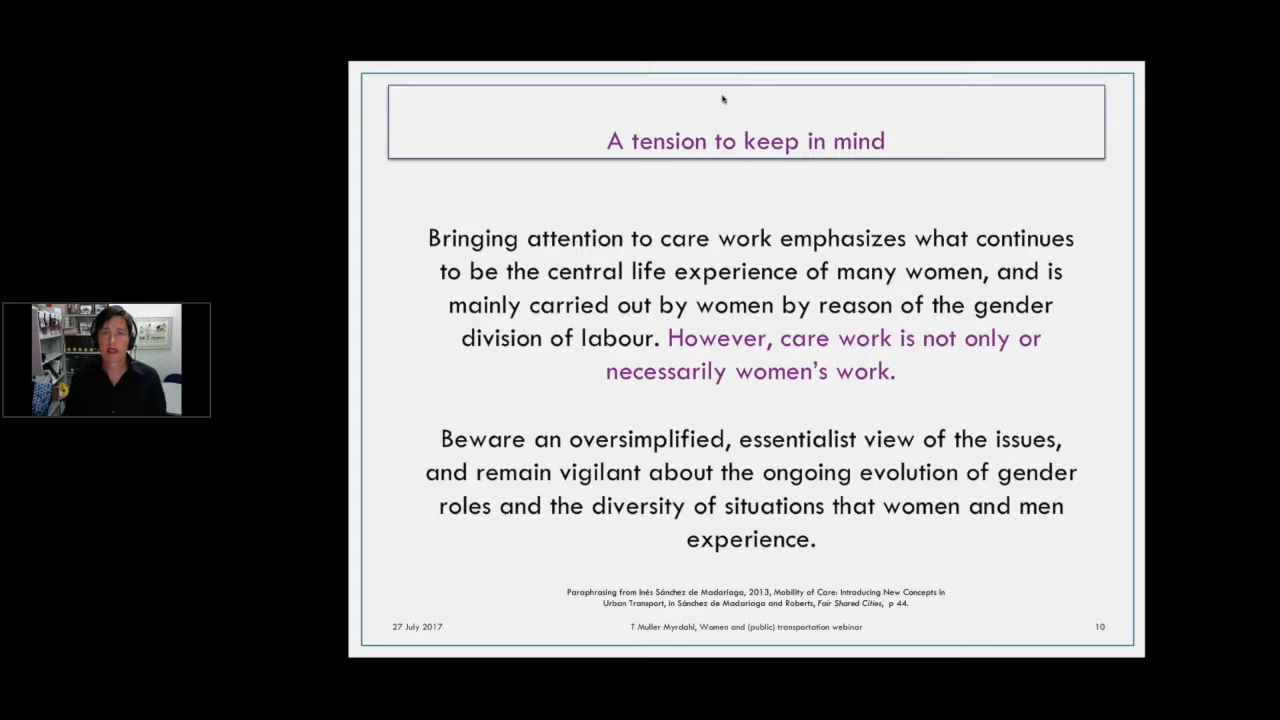 A tension to keep in mind
Bringing attention to care work emphasizes what continues
to be the central life experience of many women, and is
mainly carried out by women by reason of the gender
division of labour. However, care work is not only or
necessarily women's work.
Beware an oversimplified, essentialist view of the issues,
and remain vigilant about the ongoing evolution of gender
roles and the diversity of situations that women and men
experience.
Paraphrasing from Inés Sánchez de Madariaga, 2013, Mobility of Care: Introducing New Concepts in
Urban Transport, in Sánchez de Madariaga and Roberts, Fair Shared Cities, p 44.
27 July 2017
T Muller Myrdahl, Women and (public) transportation webinar
10